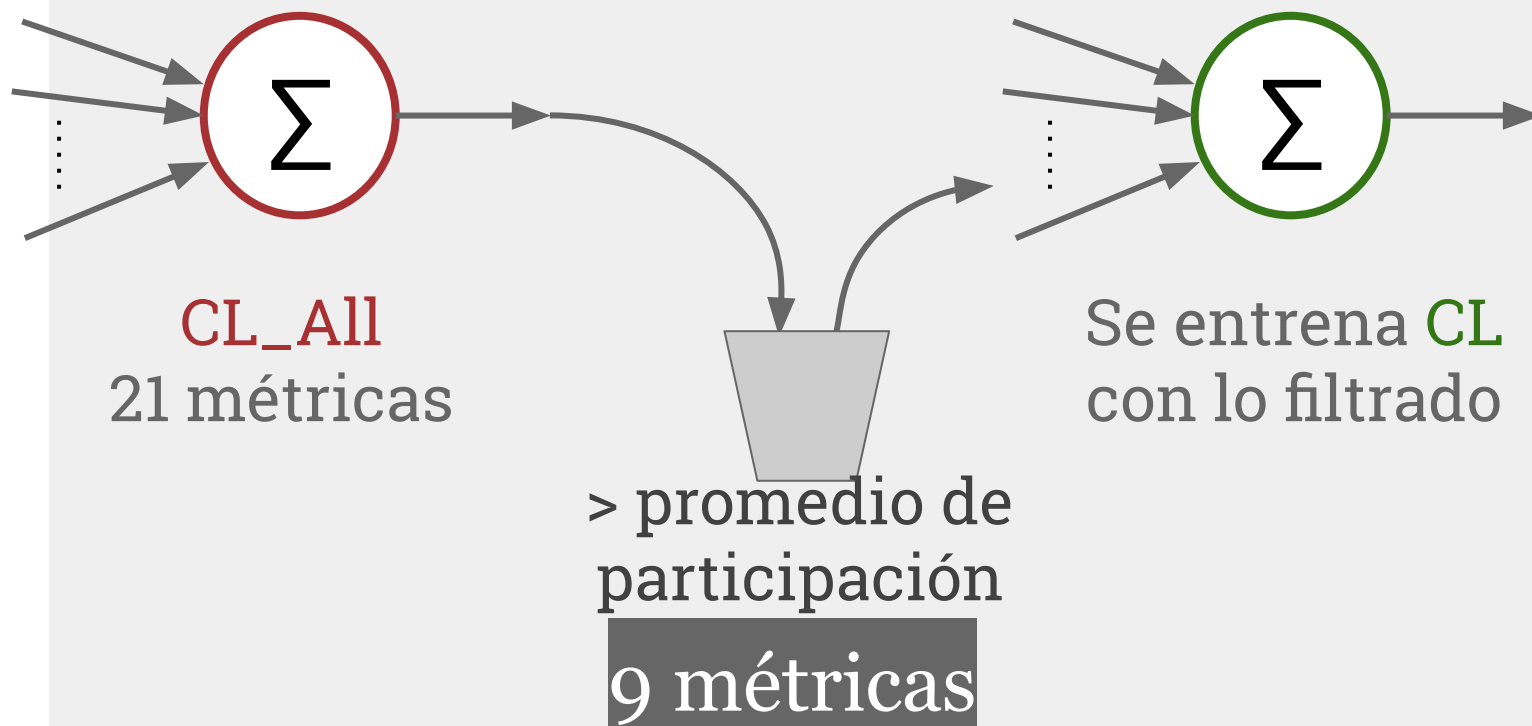 Σ
CL_All
21 métricas
> promedio de
participación
9 métricas
Σ
Se entrena CL
con lo filtrado